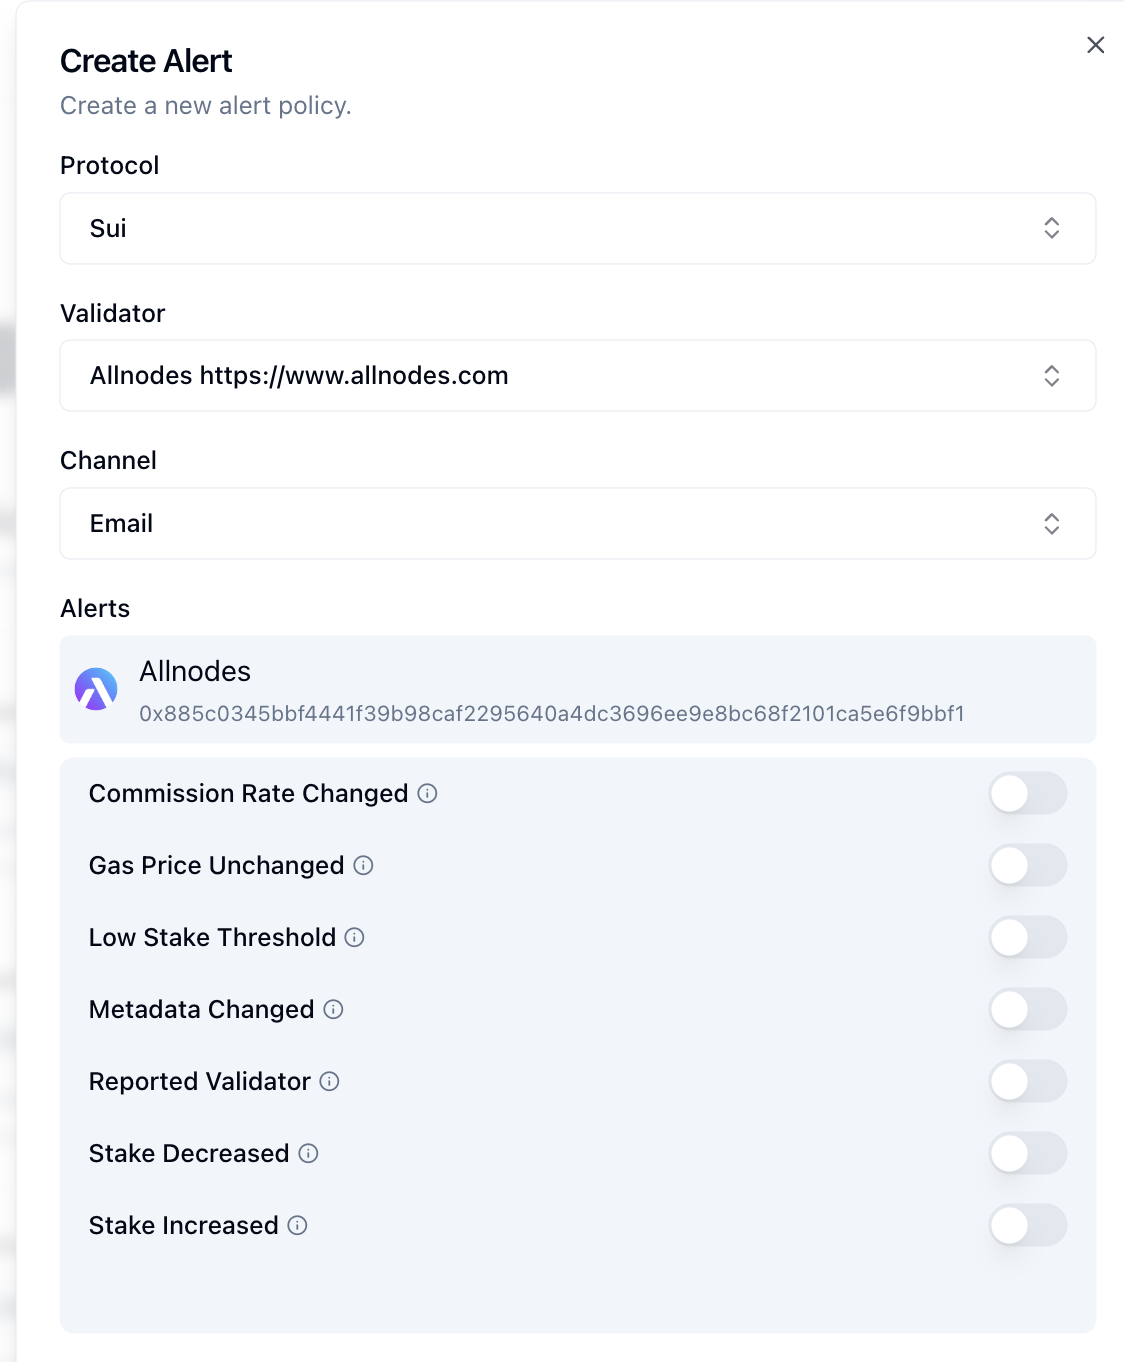 Create Alert
Create a new alert policy.
Protocol
Sui
Validator
Allnodes https://www.allnodes.com
Channel
Email
Alerts
Allnodes
0x885c0345bbf4441f39b98caf2295640a4dc3696ee9e8bc68f2101ca5e6f9bbf1
Commission Rate Changed
Gas Price Unchanged
Low Stake Threshold
Metadata Changed
Reported Validator
Stake Decreased
Stake Increased